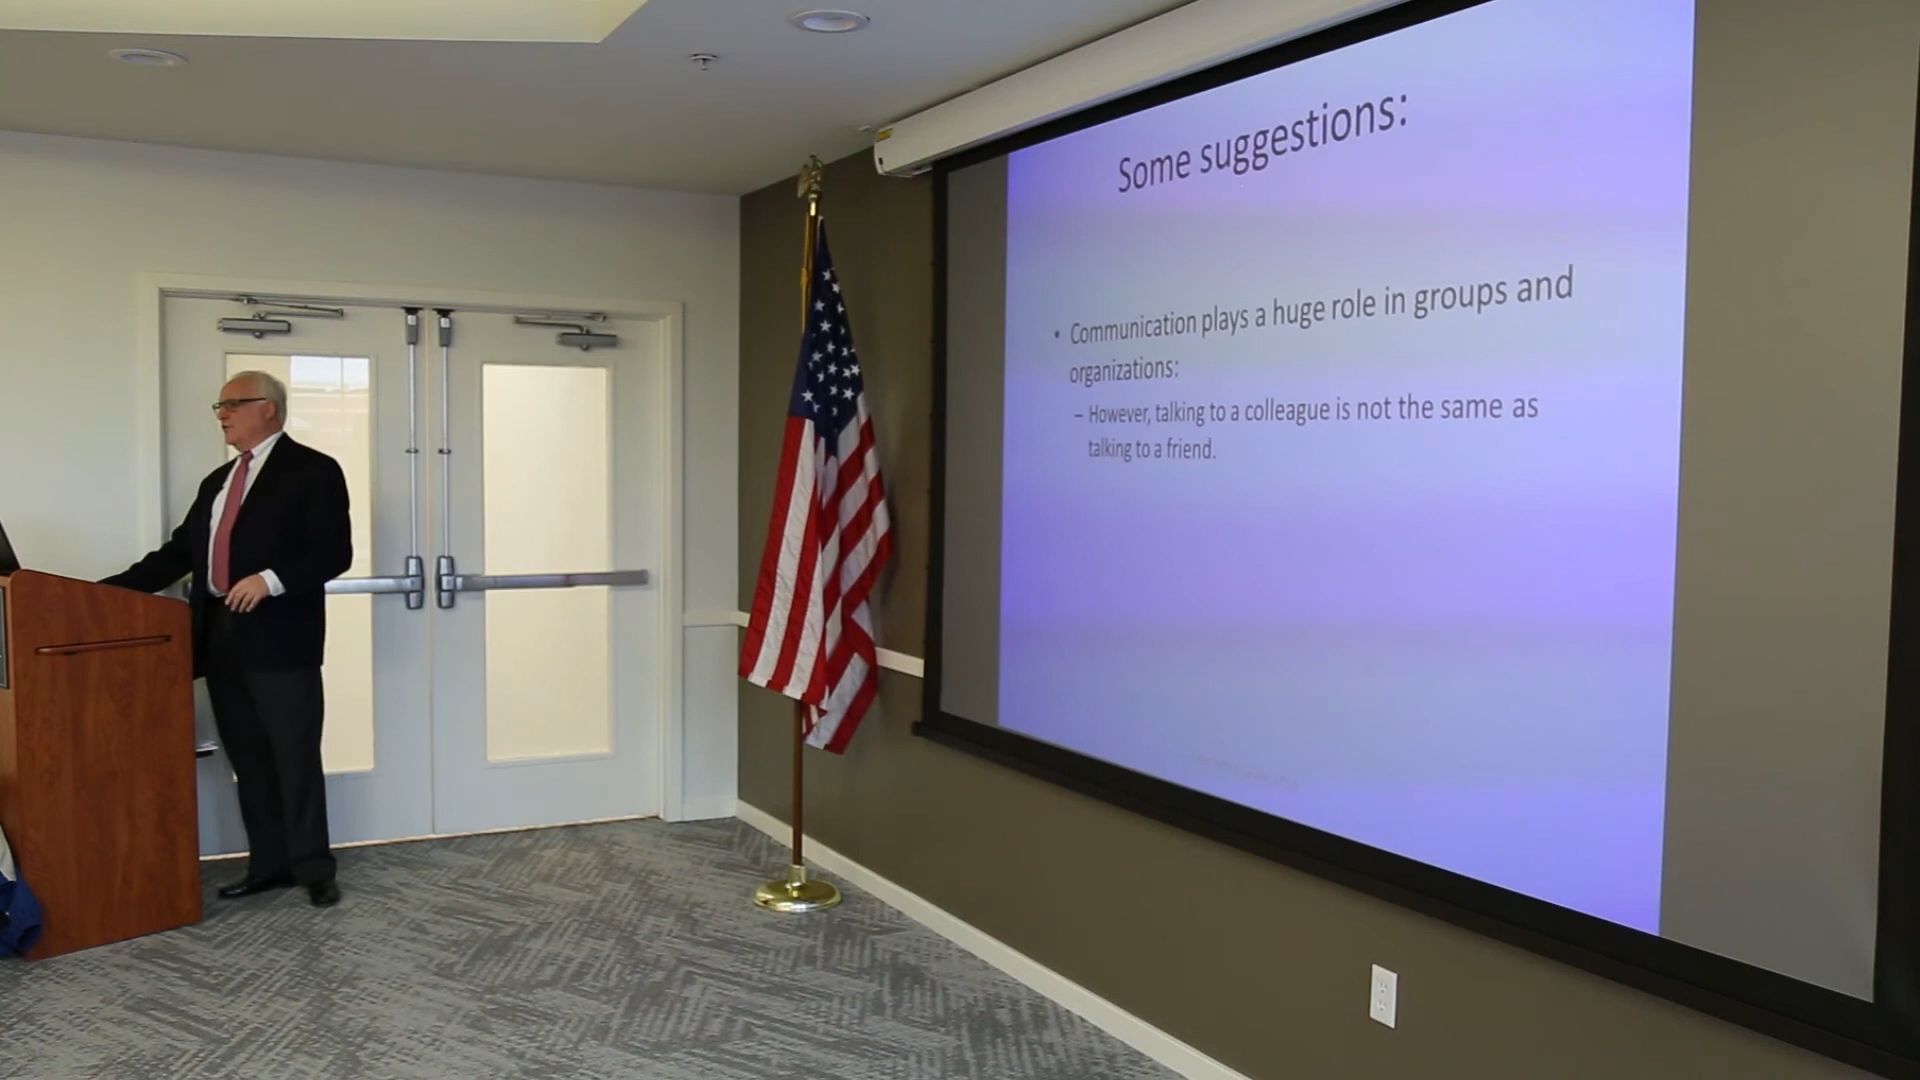 Some suggestions:
• Communication plays a huge role in groups and
organizations:
– However, talking to a colleague is not the same as
talking to a friend.